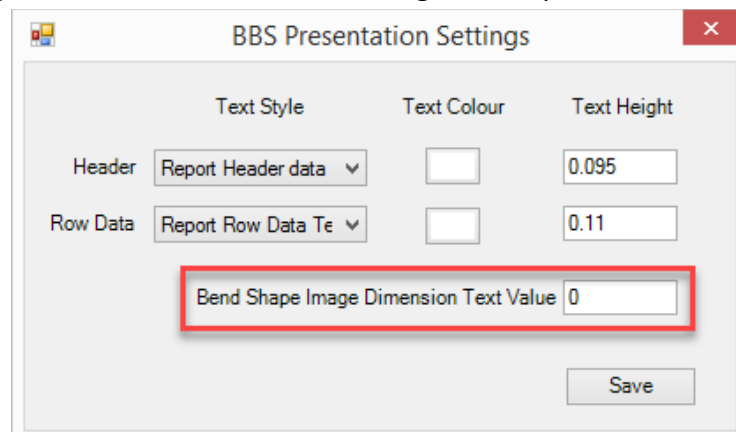 BBS Presentation Settings
Text Style Text Colour Text Height
Header Report Header data 0.095
Row Data Report Row Data Te 0.11
Bend Shape Image Dimension Text Value 0
Save